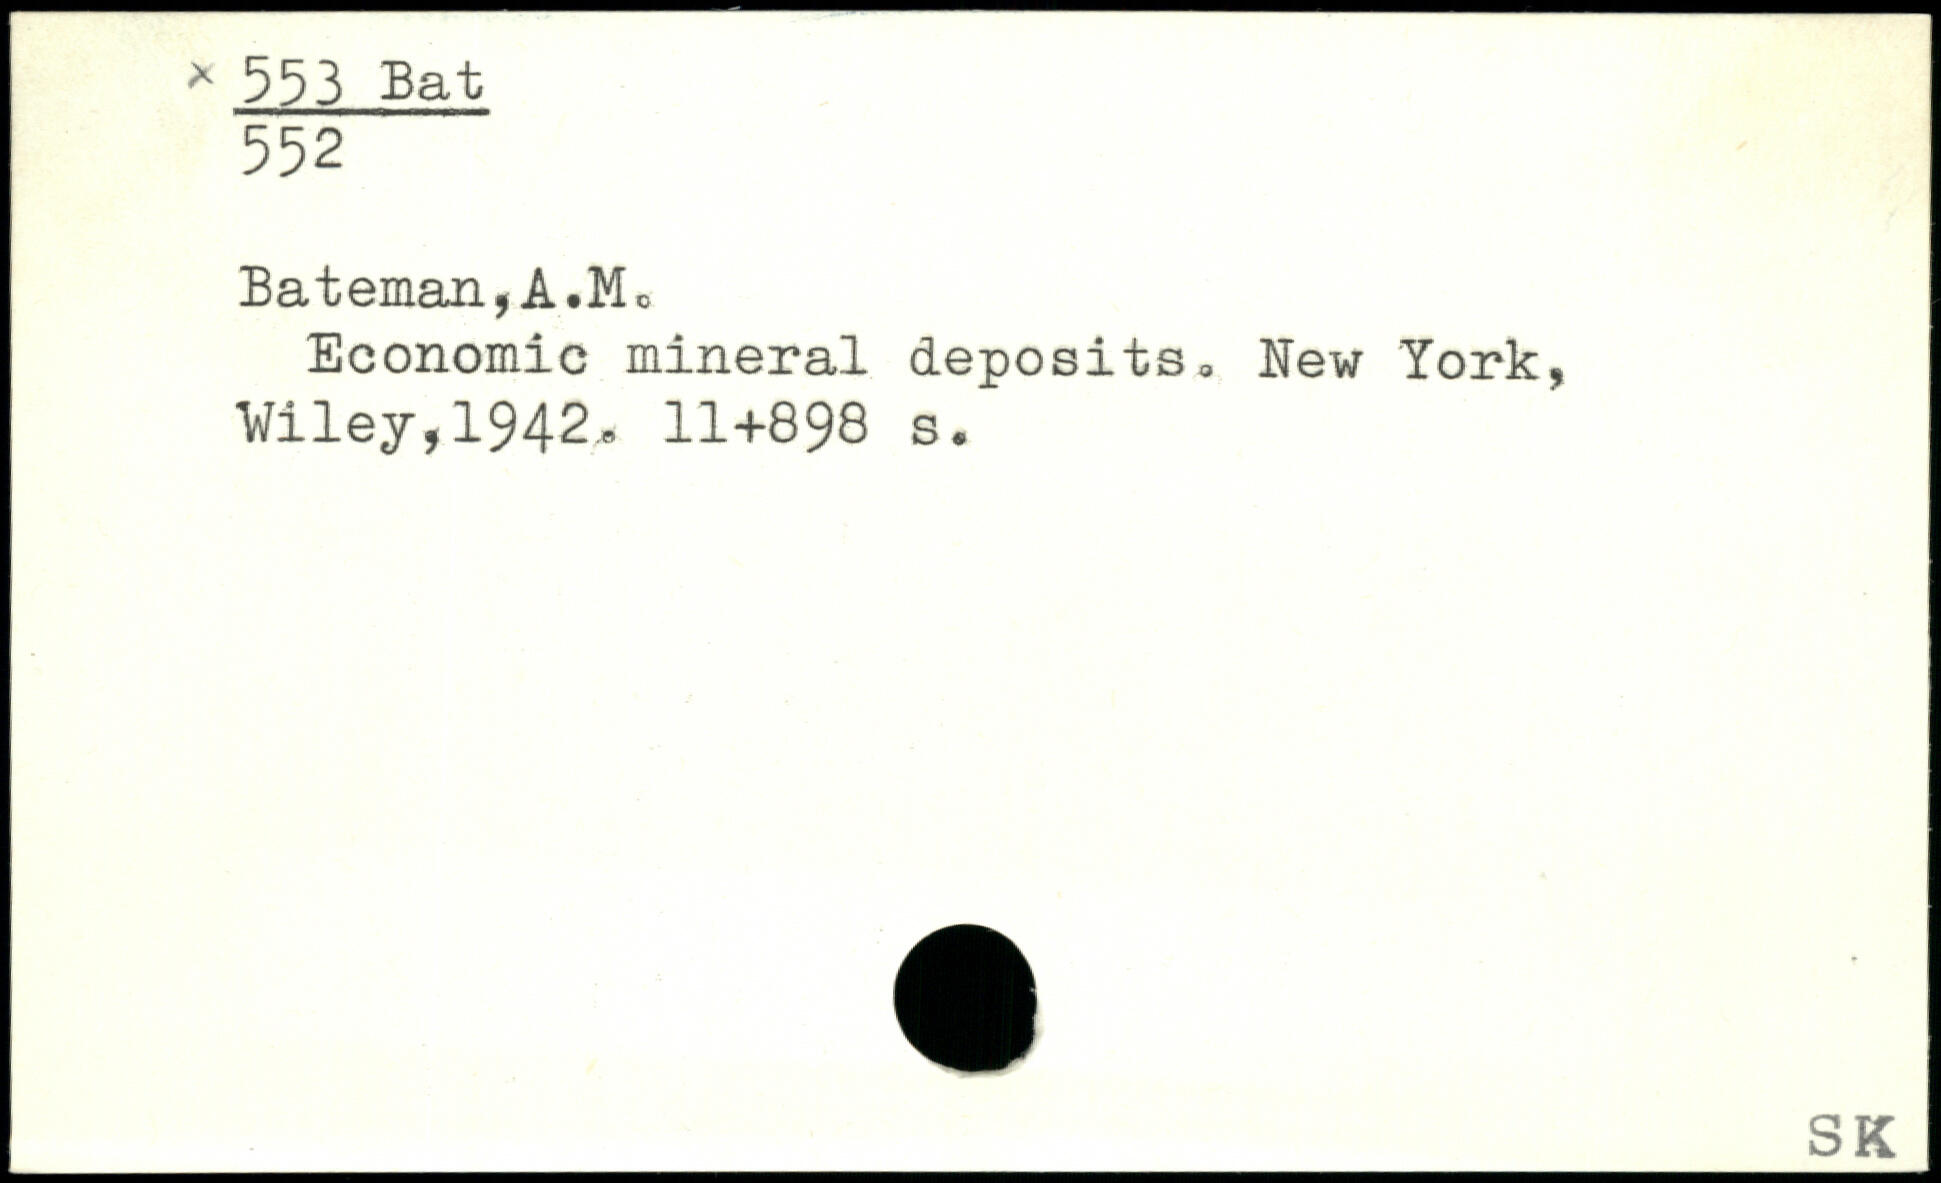 × 553 Bat
552
Bateman,A.M.
Economic mineral deposits. New York,
Wiley,1942. 11+898 s.
SK